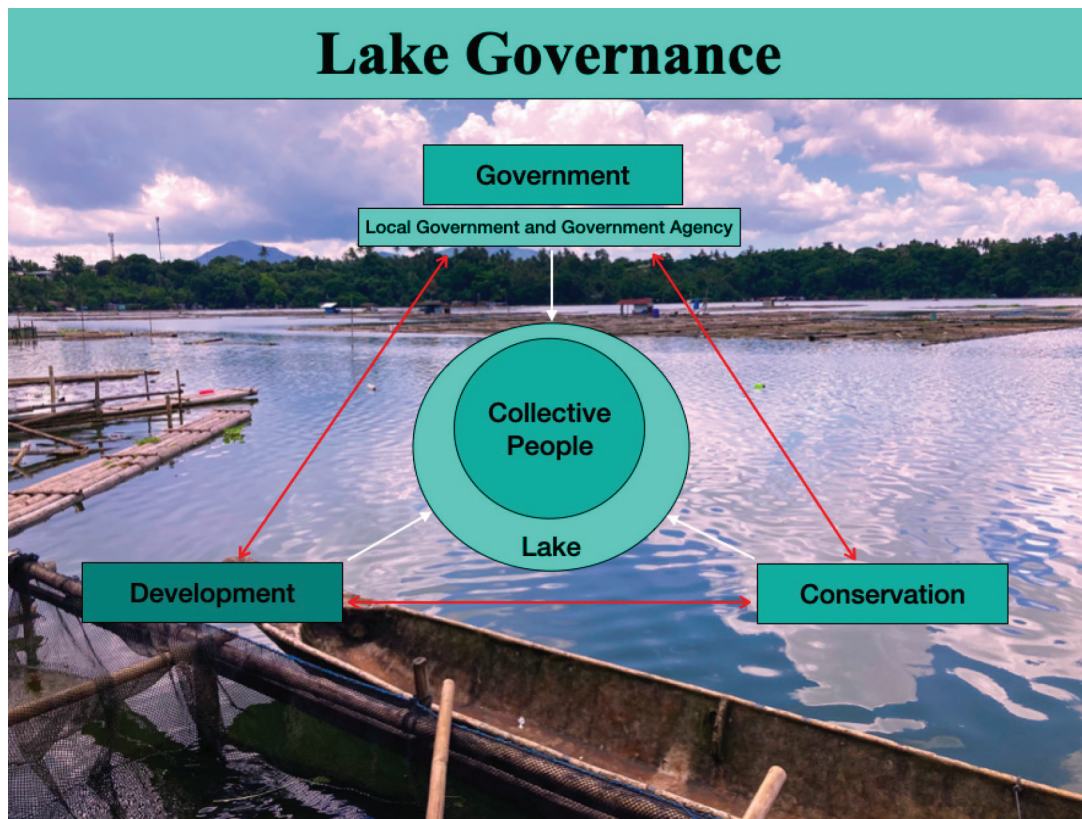 Lake Governance
Government
Local Government and Government Agency
Collective
People
Lake
Development
Conservation